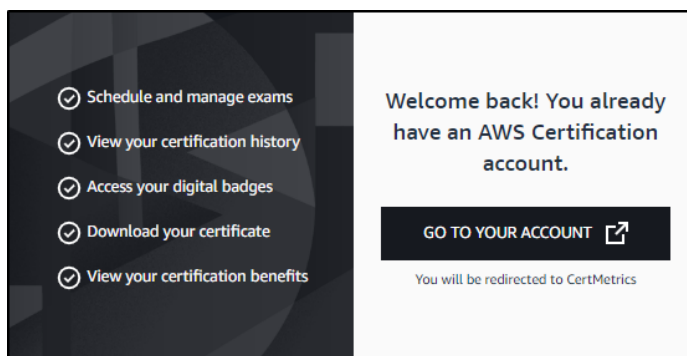 Schedule and manage exams
View your certification history
Access your digital badges
Download your certificate
View your certification benefits
Welcome back! You already
have an AWS Certification
account.
GO TO YOUR ACCOUNT
You will be redirected to CertMetrics